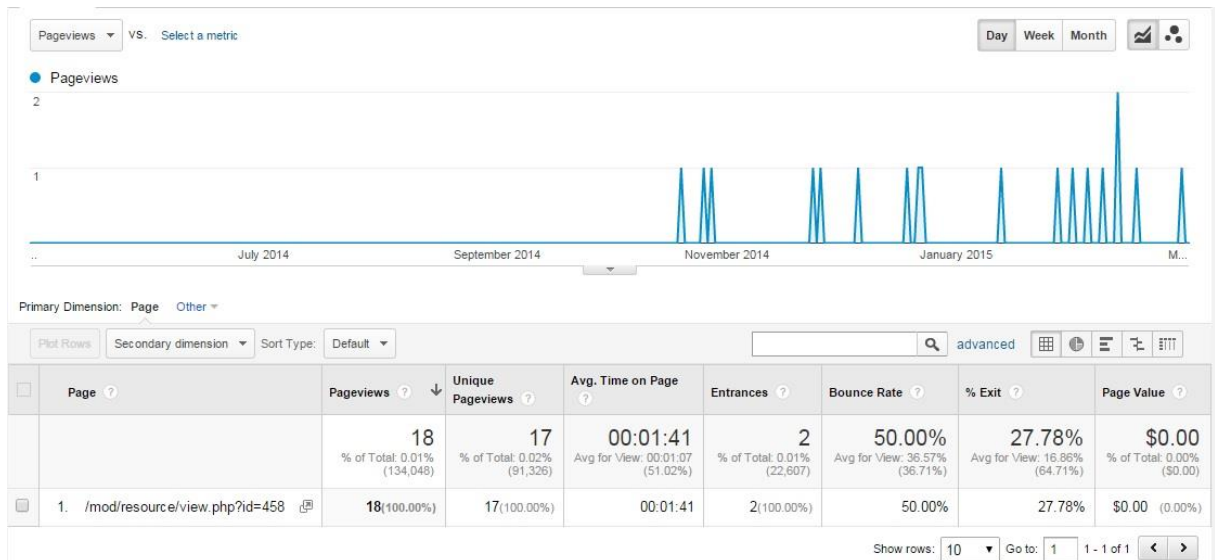 Pageviews VS. Select a metric Day Week Month
Pageviews
2
1
.. July 2014 September 2014 November 2014 January 2015 M...
Primary Dimension: Page Other
Plot Rows Secondary dimension Sort Type: Default advanced
Page ? Pageviews ? Unique Pageviews ? Avg. Time on Page ? Entrances ? Bounce Rate ? % Exit ? Page Value ?
18 17 00:01:41 2 50.00% 27.78% $0.00
% of Total: 0.01% (134,048) % of Total: 0.02% (91,326) Avg for View: 00:01:07 (51.02%) % of Total: 0.01% (22,607) Avg for View: 36.57% (36.71%) Avg for View: 16.86% (64.71%) % of Total: 0.00% ($0.00)
1. /mod/resource/view.php?id=458 18(100.00%) 17(100.00%) 00:01:41 2(100.00%) 50.00% 27.78% $0.00 (0.00%)
Show rows: 10 Go to: 1 1 - 1 of 1